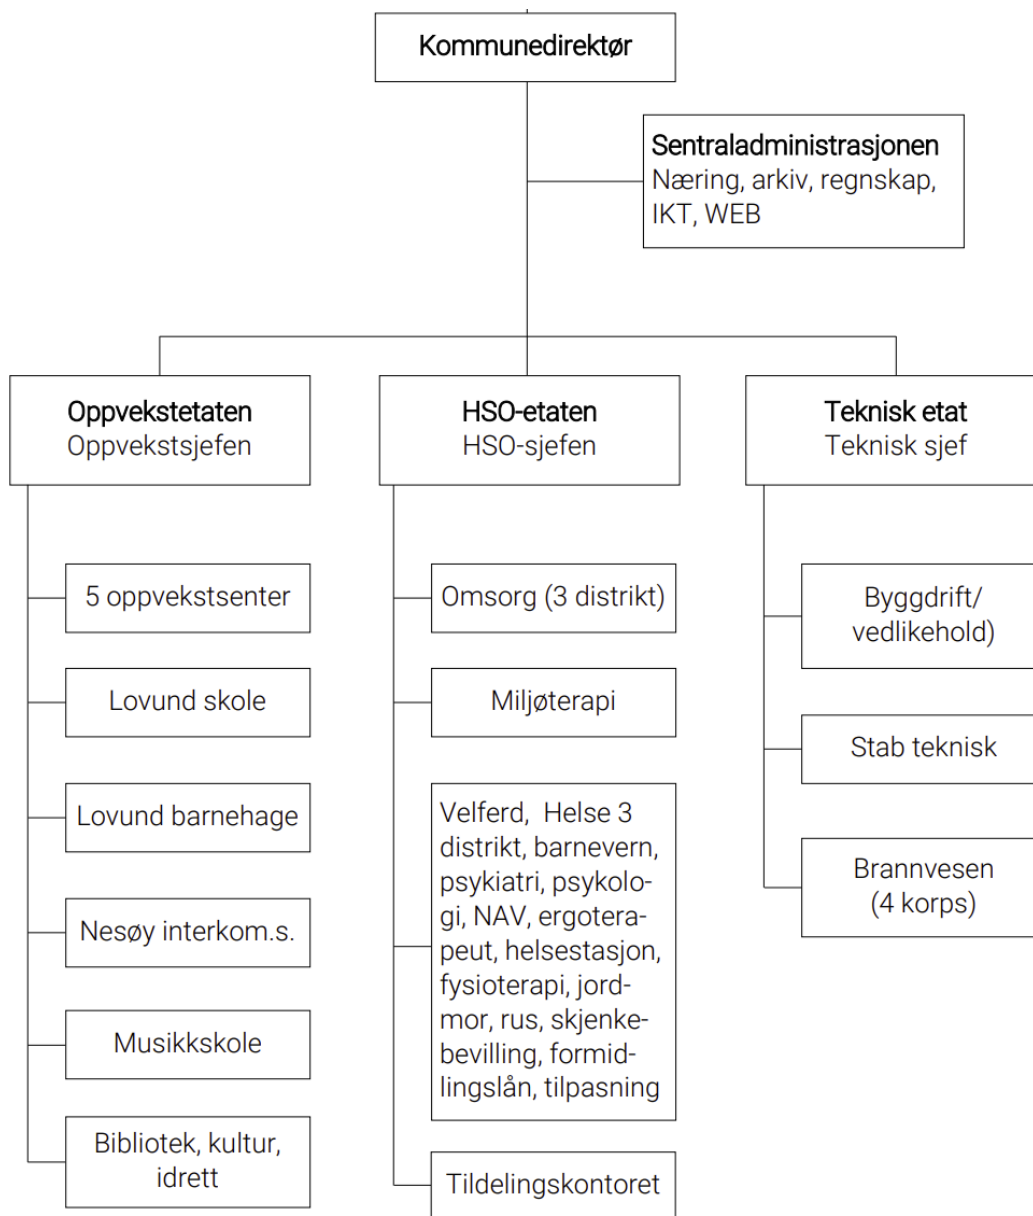 Kommunedirektør
Sentraladministrasjonen
Næring, arkiv, regnskap,
IKT, WEB
Oppvekstetaten
Oppvekstsjefen
HSO-etaten
HSO-sjefen
Teknisk etat
Teknisk sjef
5 oppvekstsenter
Lovund skole
Lovund barnehage
Nesøy interkom.s.
Musikkskole
Bibliotek, kultur,
idrett
Omsorg (3 distrikt)
Miljøterapi
Velferd,  Helse 3
distrikt, barnevern,
psykiatri, psykolo-
gi, NAV, ergotera-
peut, helsestasjon,
fysioterapi, jord-
mor, rus, skjenke-
bevilling, formid-
lingslån, tilpasning
Tildelingskontoret
Byggdrift/
vedlikehold)
Stab teknisk
Brannvesen
(4 korps)